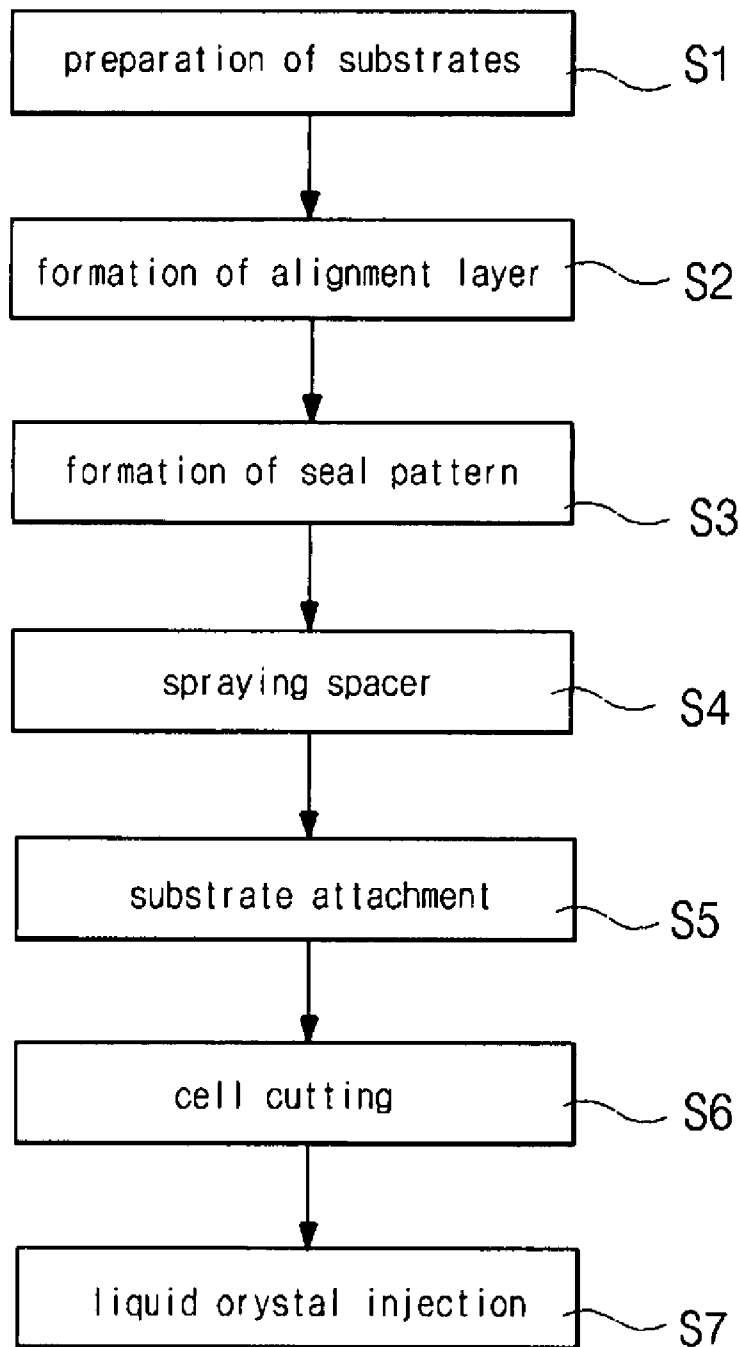 preparation of substrates
S1
formation of alignment layer
S2
formation of seal pattern
S3
spraying spacer
S4
substrate attachment
S5
cell cutting
S6
liquid orystal injection
S7